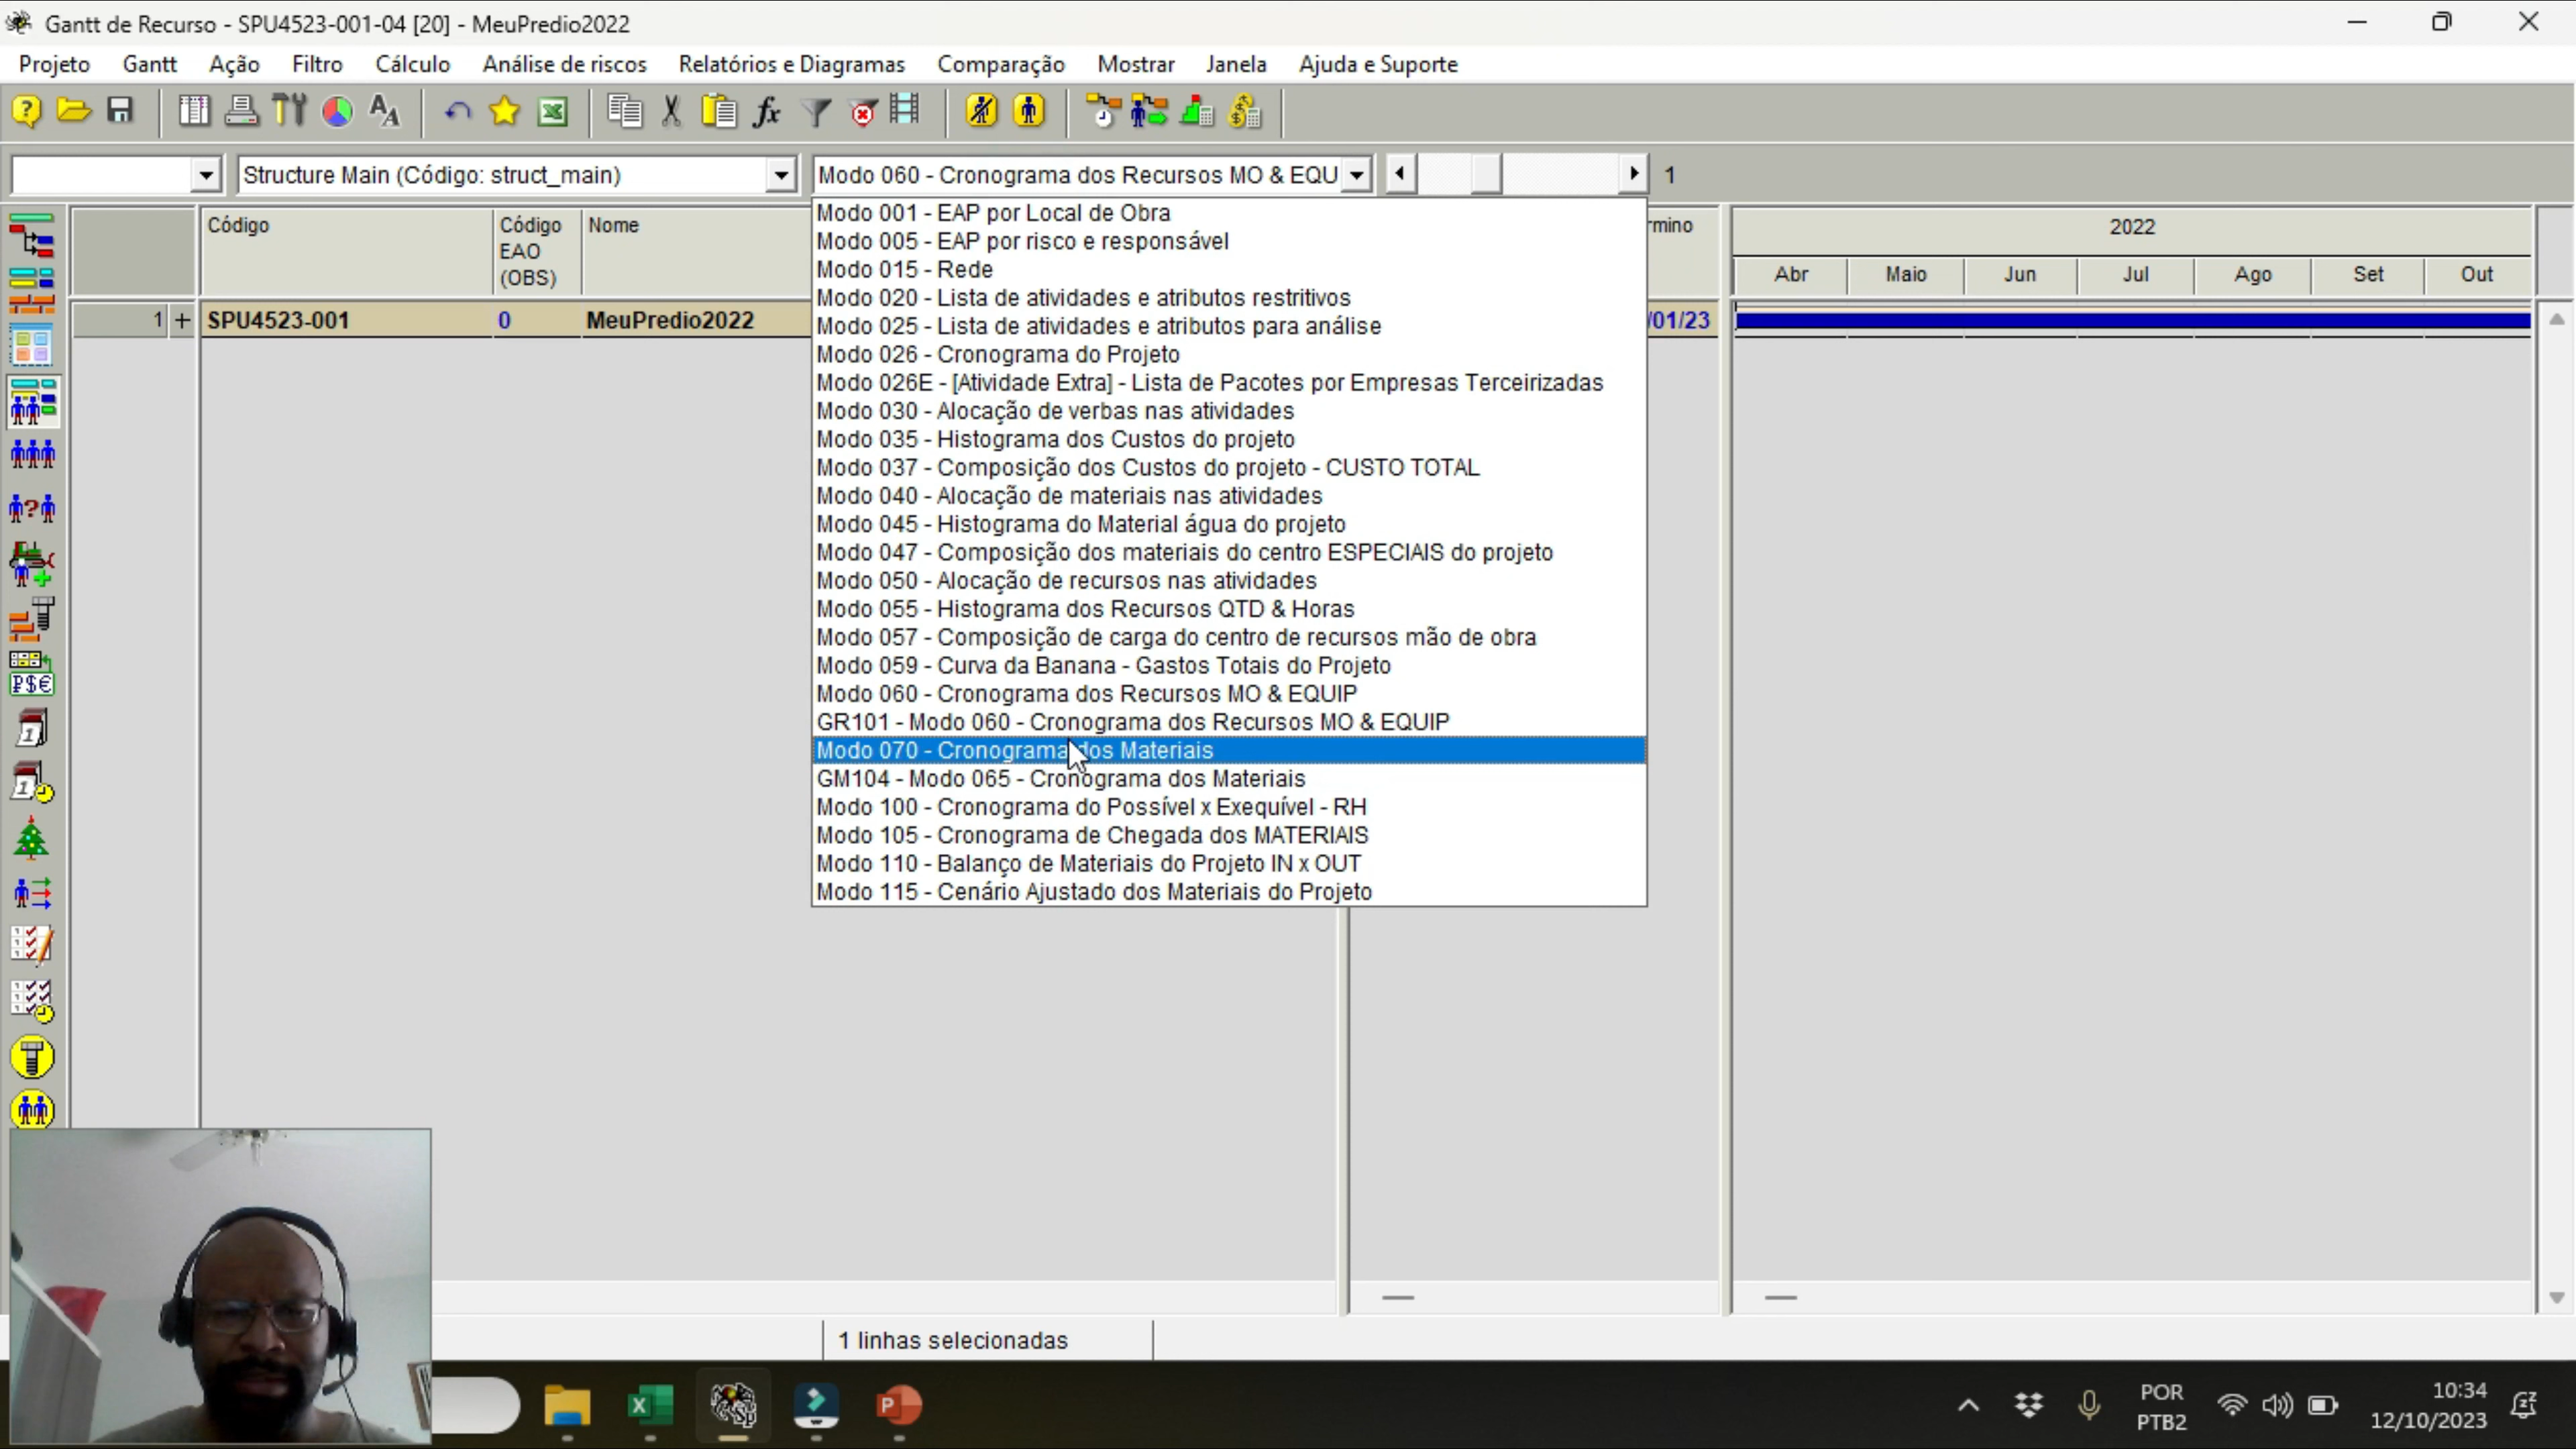 Gantt de Recurso - SPU4523-001-04 [20] - MeuPredio2022
Projeto Gantt Ação Filtro Cálculo Análise de riscos Relatórios e Diagramas Comparação Mostrar Janela Ajuda e Suporte
Structure Main (Código: struct_main)
Modo 060 - Cronograma dos Recursos MO & EQU
1
Código
Código
EAO
(OBS)
Nome
rmino
2022
Abr Maio Jun Jul Ago Set Out
1 + SPU4523-001 0 MeuPredio2022
/01/23
Modo 001 - EAP por Local de Obra
Modo 005 - EAP por risco e responsável
Modo 015 - Rede
Modo 020 - Lista de atividades e atributos restritivos
Modo 025 - Lista de atividades e atributos para análise
Modo 026 - Cronograma do Projeto
Modo 026E - [Atividade Extra] - Lista de Pacotes por Empresas Terceirizadas
Modo 030 - Alocação de verbas nas atividades
Modo 035 - Histograma dos Custos do projeto
Modo 037 - Composição dos Custos do projeto - CUSTO TOTAL
Modo 040 - Alocação de materiais nas atividades
Modo 045 - Histograma do Material água do projeto
Modo 047 - Composição dos materiais do centro ESPECIAIS do projeto
Modo 050 - Alocação de recursos nas atividades
Modo 055 - Histograma dos Recursos QTD & Horas
Modo 057 - Composição de carga do centro de recursos mão de obra
Modo 059 - Curva da Banana - Gastos Totais do Projeto
Modo 060 - Cronograma dos Recursos MO & EQUIP
GR101 - Modo 060 - Cronograma dos Recursos MO & EQUIP
Modo 070 - Cronograma dos Materiais
GM104 - Modo 065 - Cronograma dos Materiais
Modo 100 - Cronograma do Possível x Exequível - RH
Modo 105 - Cronograma de Chegada dos MATERIAIS
Modo 110 - Balanço de Materiais do Projeto IN x OUT
Modo 115 - Cenário Ajustado dos Materiais do Projeto
1 linhas selecionadas
POR
PTB2
10:34
12/10/2023